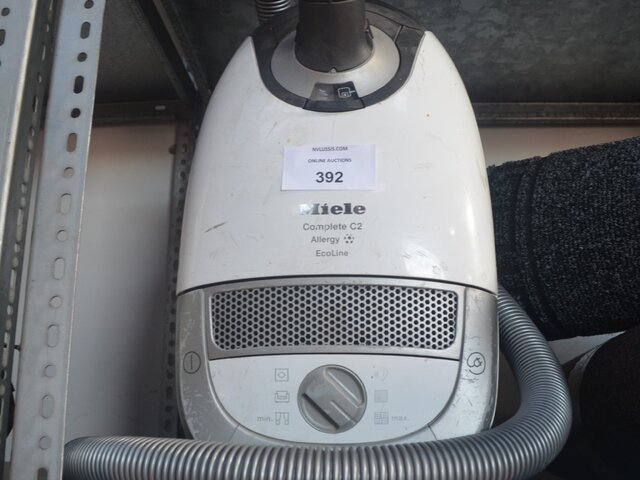 NVLUSSIS.COM
ONLINE AUCTIONS
392
Miele
Complete C2
Allergy
EcoLine
min.
max.